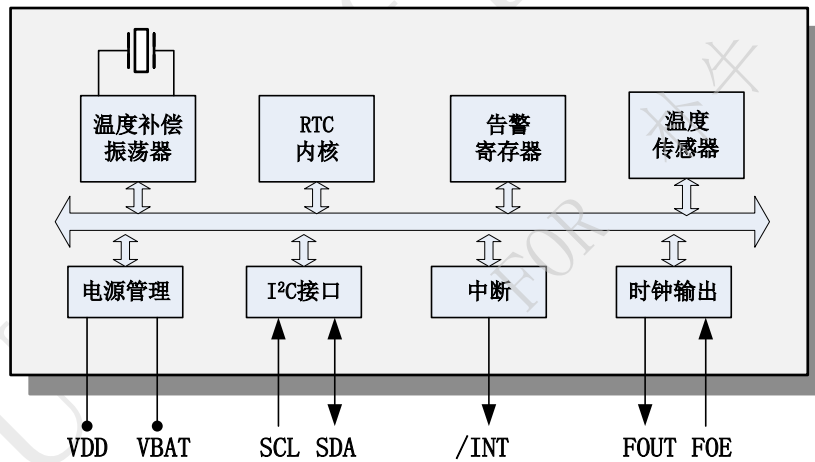 温度补偿
振荡器
RTC
内核
告警
寄存器
温度
传感器
电源管理
I²C接口
中断
时钟输出
VDD VBAT SCL SDA /INT FOUT FOE
FOR